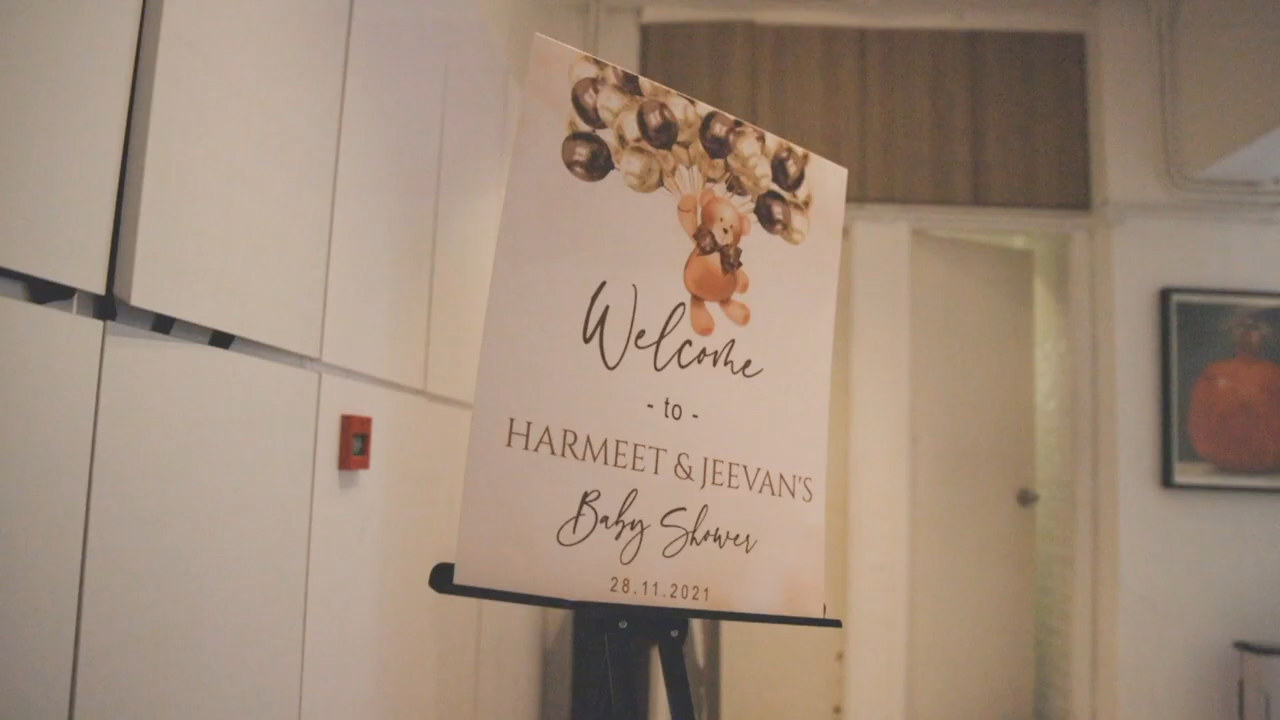 Welcome
- to -
HARMEET & JEEVAN'S
Baby Shower
28.11.2021